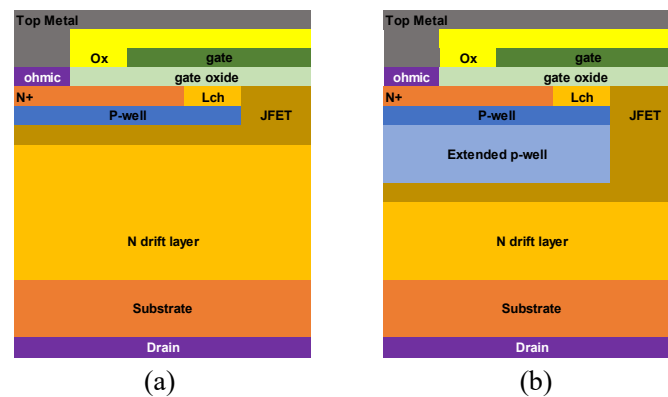 Top Metal
Ox gate
ohmic gate oxide
N+ Lch
P-well JFET
N drift layer
Substrate
Drain
(a)
Top Metal
Ox gate
ohmic gate oxide
N+ Lch
P-well JFET
Extended p-well
N drift layer
Substrate
Drain
(b)